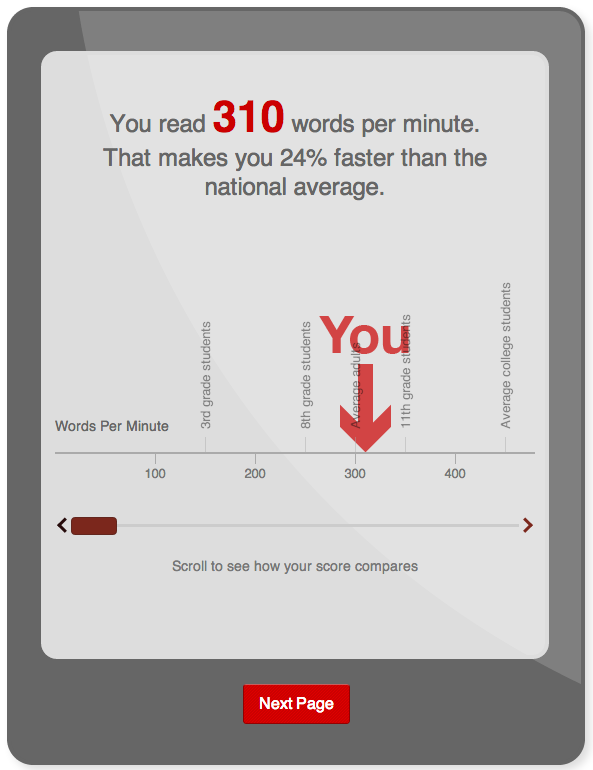 You read 310 words per minute.
That makes you 24% faster than the
national average.
You
3rd grade students
8th grade students
Average adults
11th grade students
Average college students
Words Per Minute
100
200
300
400
Scroll to see how your score compares
Next Page